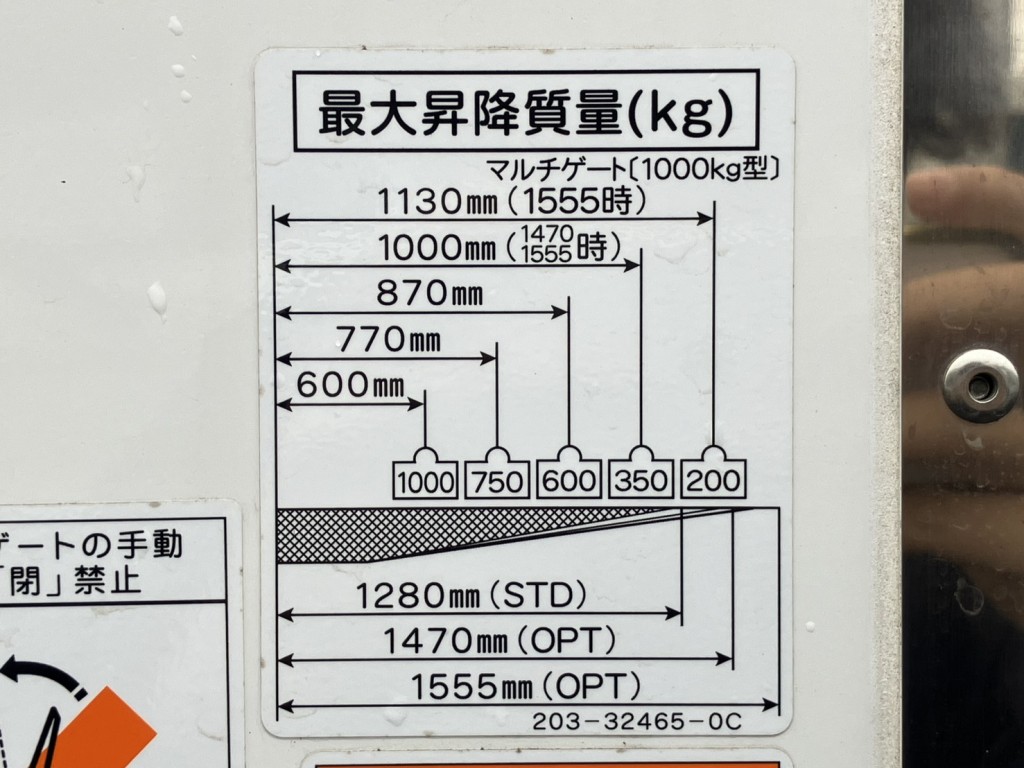 最大昇降質量(kg)
マルチゲート〔1000kg型〕
1130mm(1555時)
1000mm(1470/1555時)
870mm
770mm
600mm
1000 750 600 350 200
1280mm(STD)
1470mm(OPT)
1555mm(OPT)
203-32465-0C
ゲートの手動
「閉」禁止